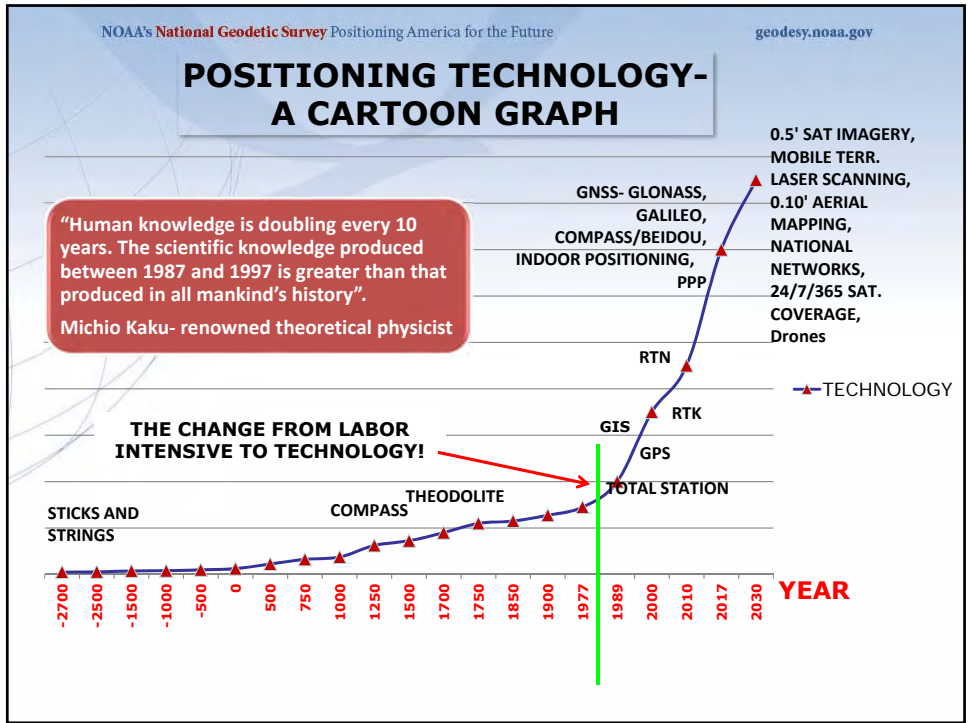 NOAA's National Geodetic Survey Positioning America for the Future
geodesy.noaa.gov
POSITIONING TECHNOLOGY-
A CARTOON GRAPH
0.5' SAT IMAGERY,
MOBILE TERR.
LASER SCANNING,
0.10' AERIAL
MAPPING,
NATIONAL
NETWORKS,
24/7/365 SAT.
COVERAGE,
Drones
GNSS- GLONASS,
GALILEO,
COMPASS/BEIDOU,
INDOOR POSITIONING,
PPP
“Human knowledge is doubling every 10
years. The scientific knowledge produced
between 1987 and 1997 is greater than that
produced in all mankind’s history”.
Michio Kaku- renowned theoretical physicist
RTN
TECHNOLOGY
RTK
GIS
THE CHANGE FROM LABOR
INTENSIVE TO TECHNOLOGY!
GPS
TOTAL STATION
THEODOLITE
COMPASS
STICKS AND
STRINGS
-2700
-2500
-1500
-1000
-500
0
500
750
1000
1250
1500
1700
1750
1850
1900
1977
1989
2000
2010
2017
2030
YEAR